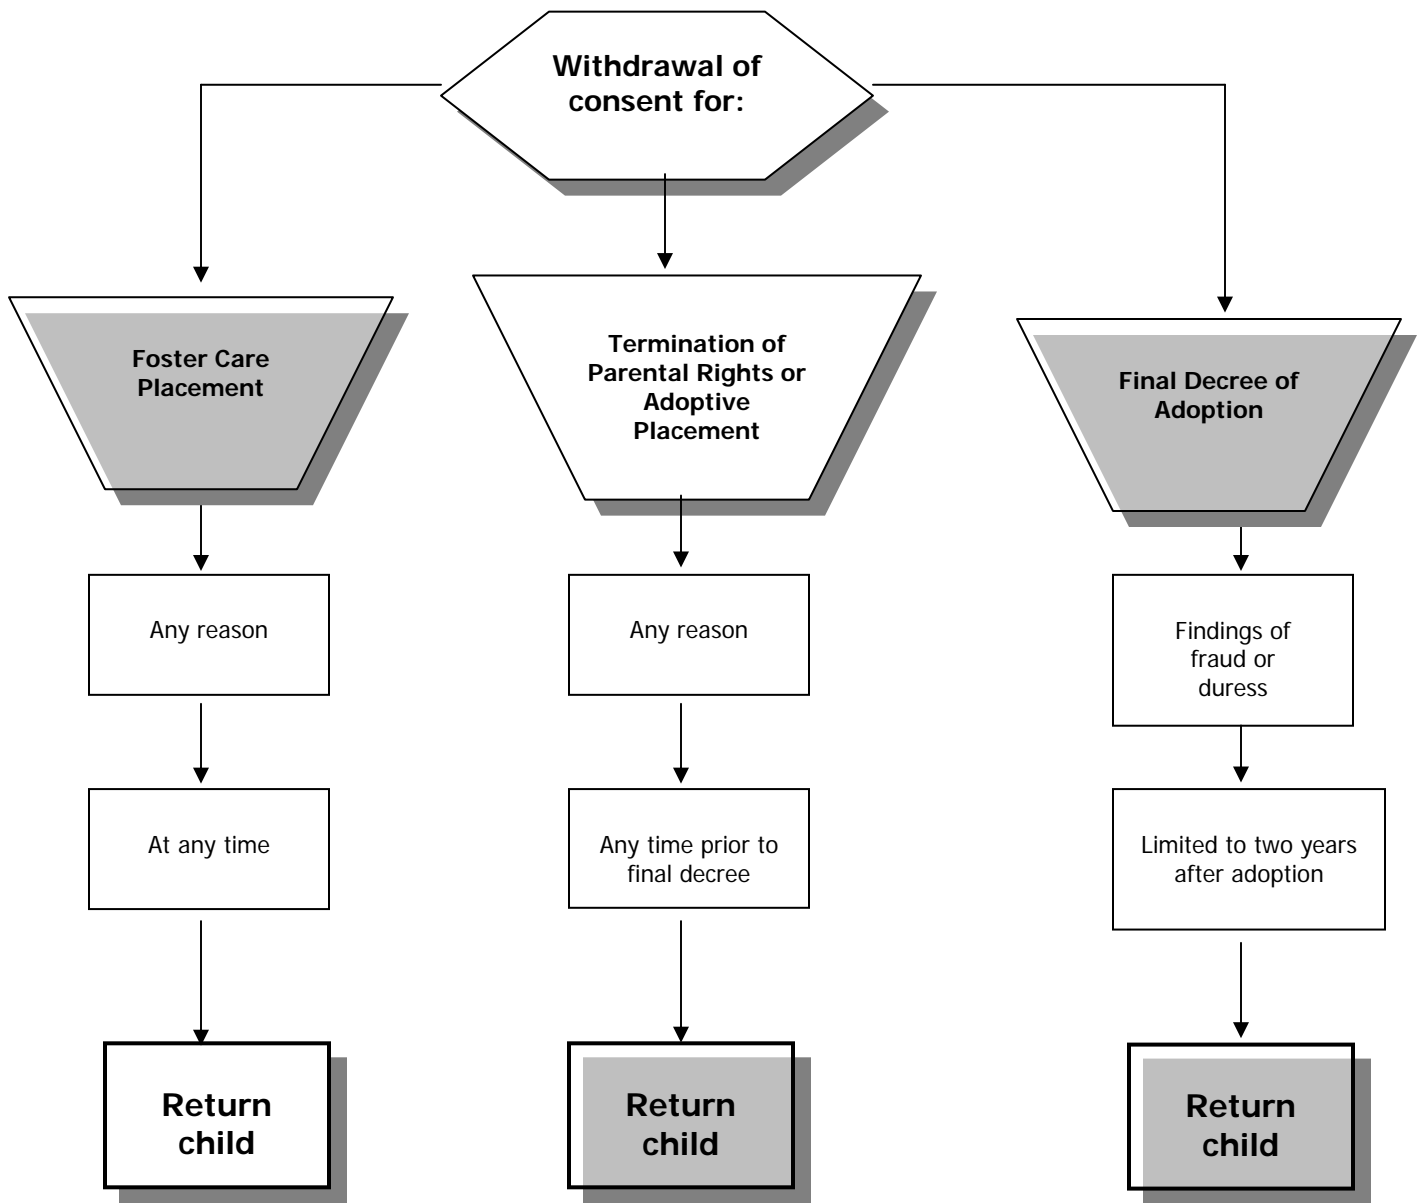 Withdrawal of
consent for:
Foster Care
Placement
Termination of
Parental Rights or
Adoptive
Placement
Final Decree of
Adoption
Any reason
Any reason
Findings of
fraud or
duress
At any time
Any time prior to
final decree
Limited to two years
after adoption
Return
child
Return
child
Return
child